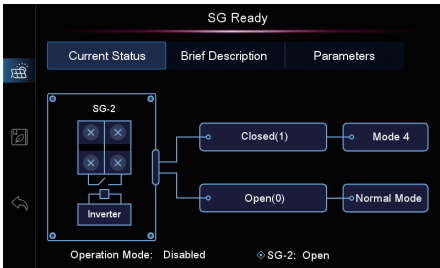 SG Ready
Current Status Brief Description Parameters
SG-2
Closed(1) Mode 4
Open(0) Normal Mode
Inverter
Operation Mode: Disabled SG-2: Open